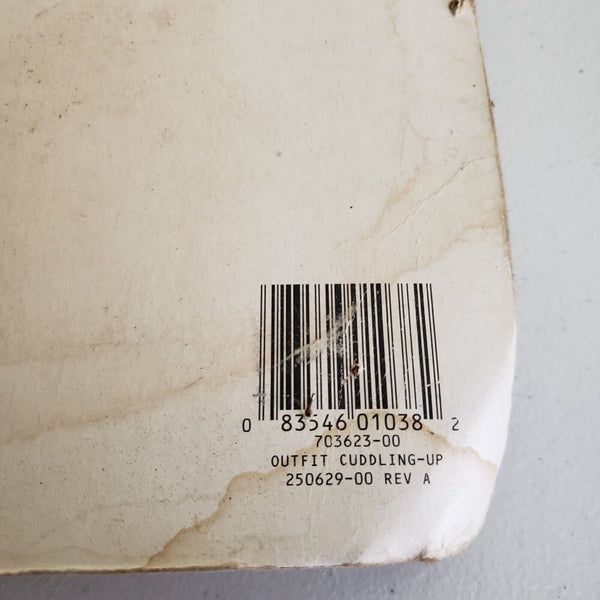 0 83546 01038 2
703623-00
OUTFIT CUDDLING-UP
250629-00 REV A